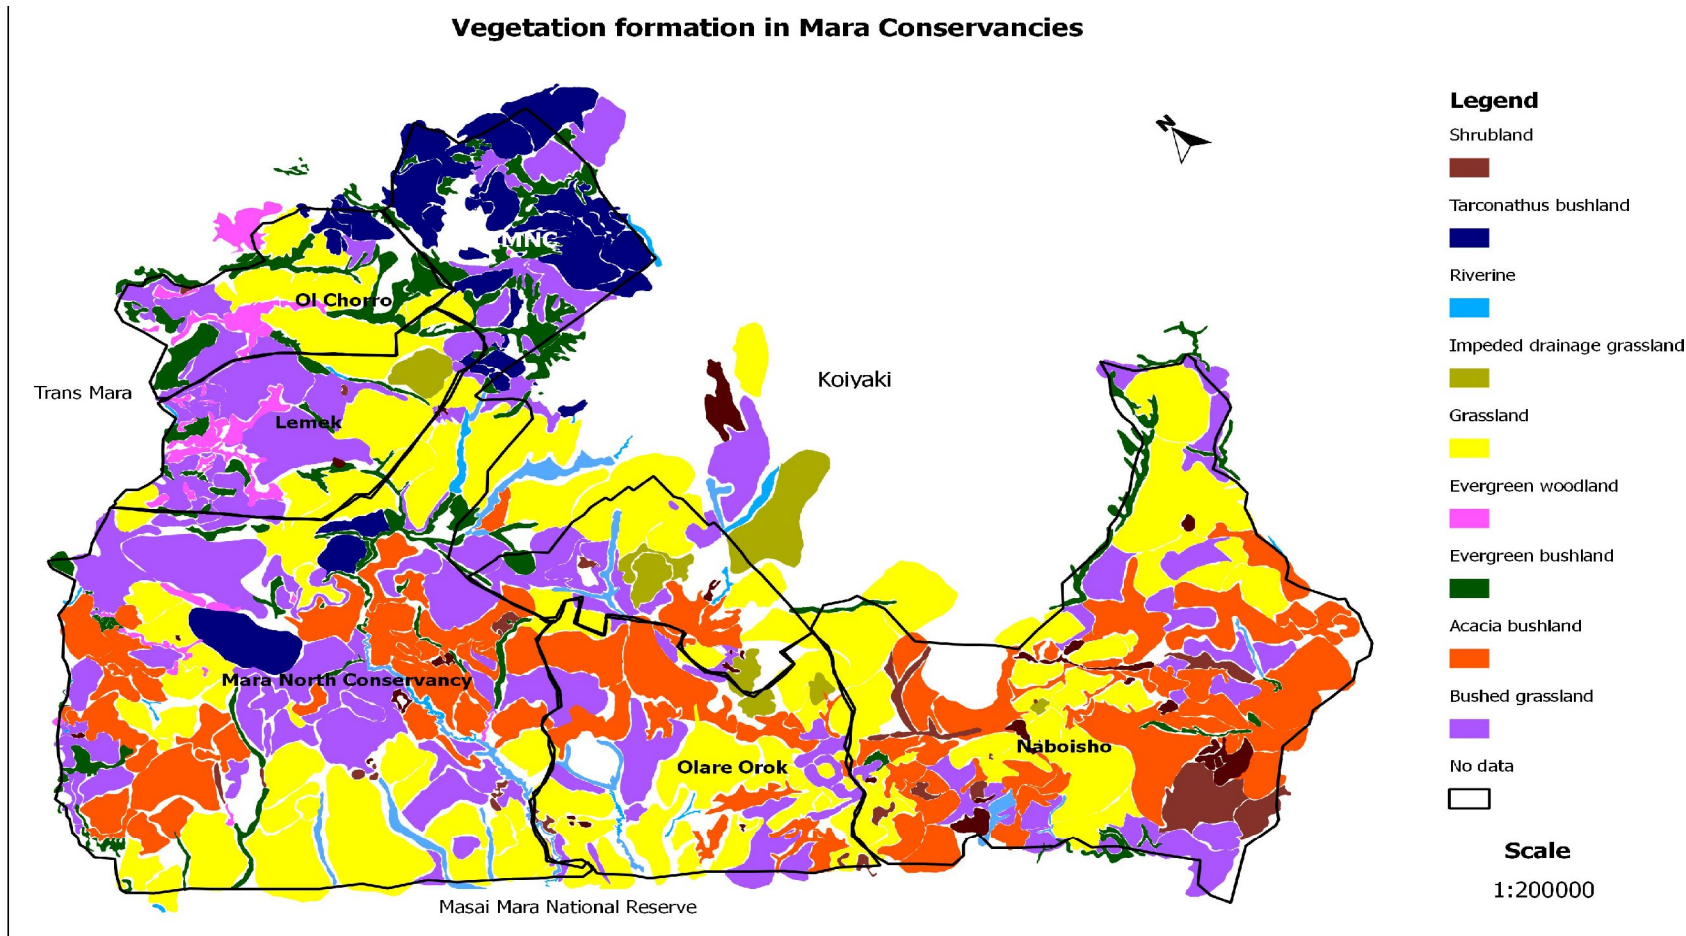 Vegetation formation in Mara Conservancies
N
Legend
Shrubland
Tarconathus bushland
Riverine
Impeded drainage grassland
Grassland
Evergreen woodland
Evergreen bushland
Acacia bushland
Bushed grassland
No data
Scale
1:200000
MNC
Ol Chorro
Trans Mara
Koiyaki
Lemek
Mara North Conservancy
Olare Orok
Naboisho
Masai Mara National Reserve